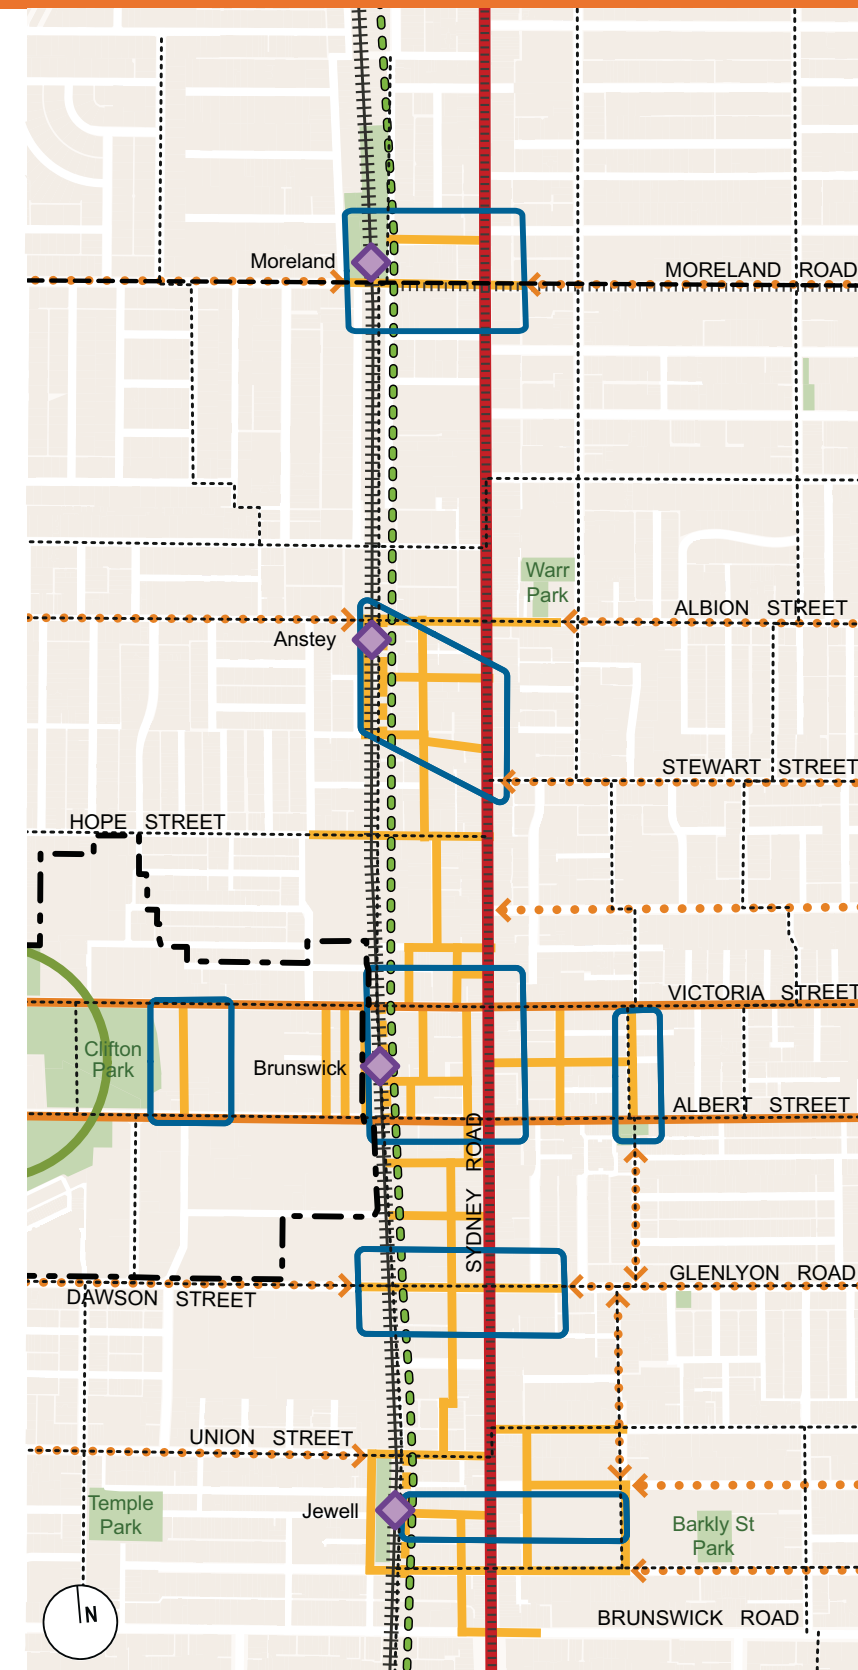 Moreland
MORELAND ROAD
Warr
Park
ALBION STREET
Anstey
STEWART STREET
HOPE STREET
VICTORIA STREET
Clifton
Park
Brunswick
ALBERT STREET
SYDNEY ROAD
GLENLYON ROAD
DAWSON STREET
UNION STREET
Temple
Park
Jewell
Barkly St
Park
N
BRUNSWICK ROAD